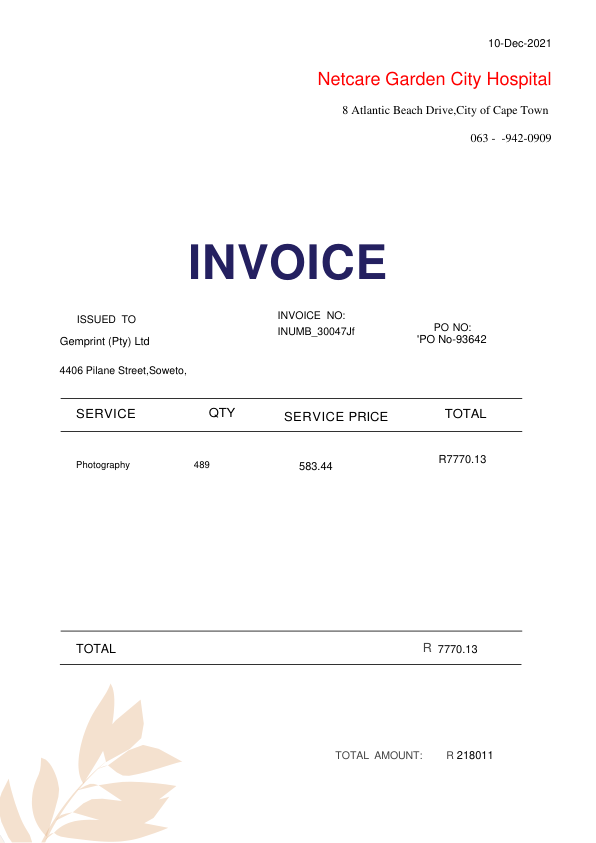 10-Dec-2021
Netcare Garden City Hospital
8 Atlantic Beach Drive,City of Cape Town
063 - -942-0909
INVOICE
ISSUED TO
Gemprint (Pty) Ltd
4406 Pilane Street,Soweto,
INVOICE NO:
INUMB_30047Jf
PO NO:
'PO No-93642
SERVICE QTY SERVICE PRICE TOTAL
Photography 489 583.44 R7770.13
TOTAL R 7770.13
TOTAL AMOUNT: R 218011